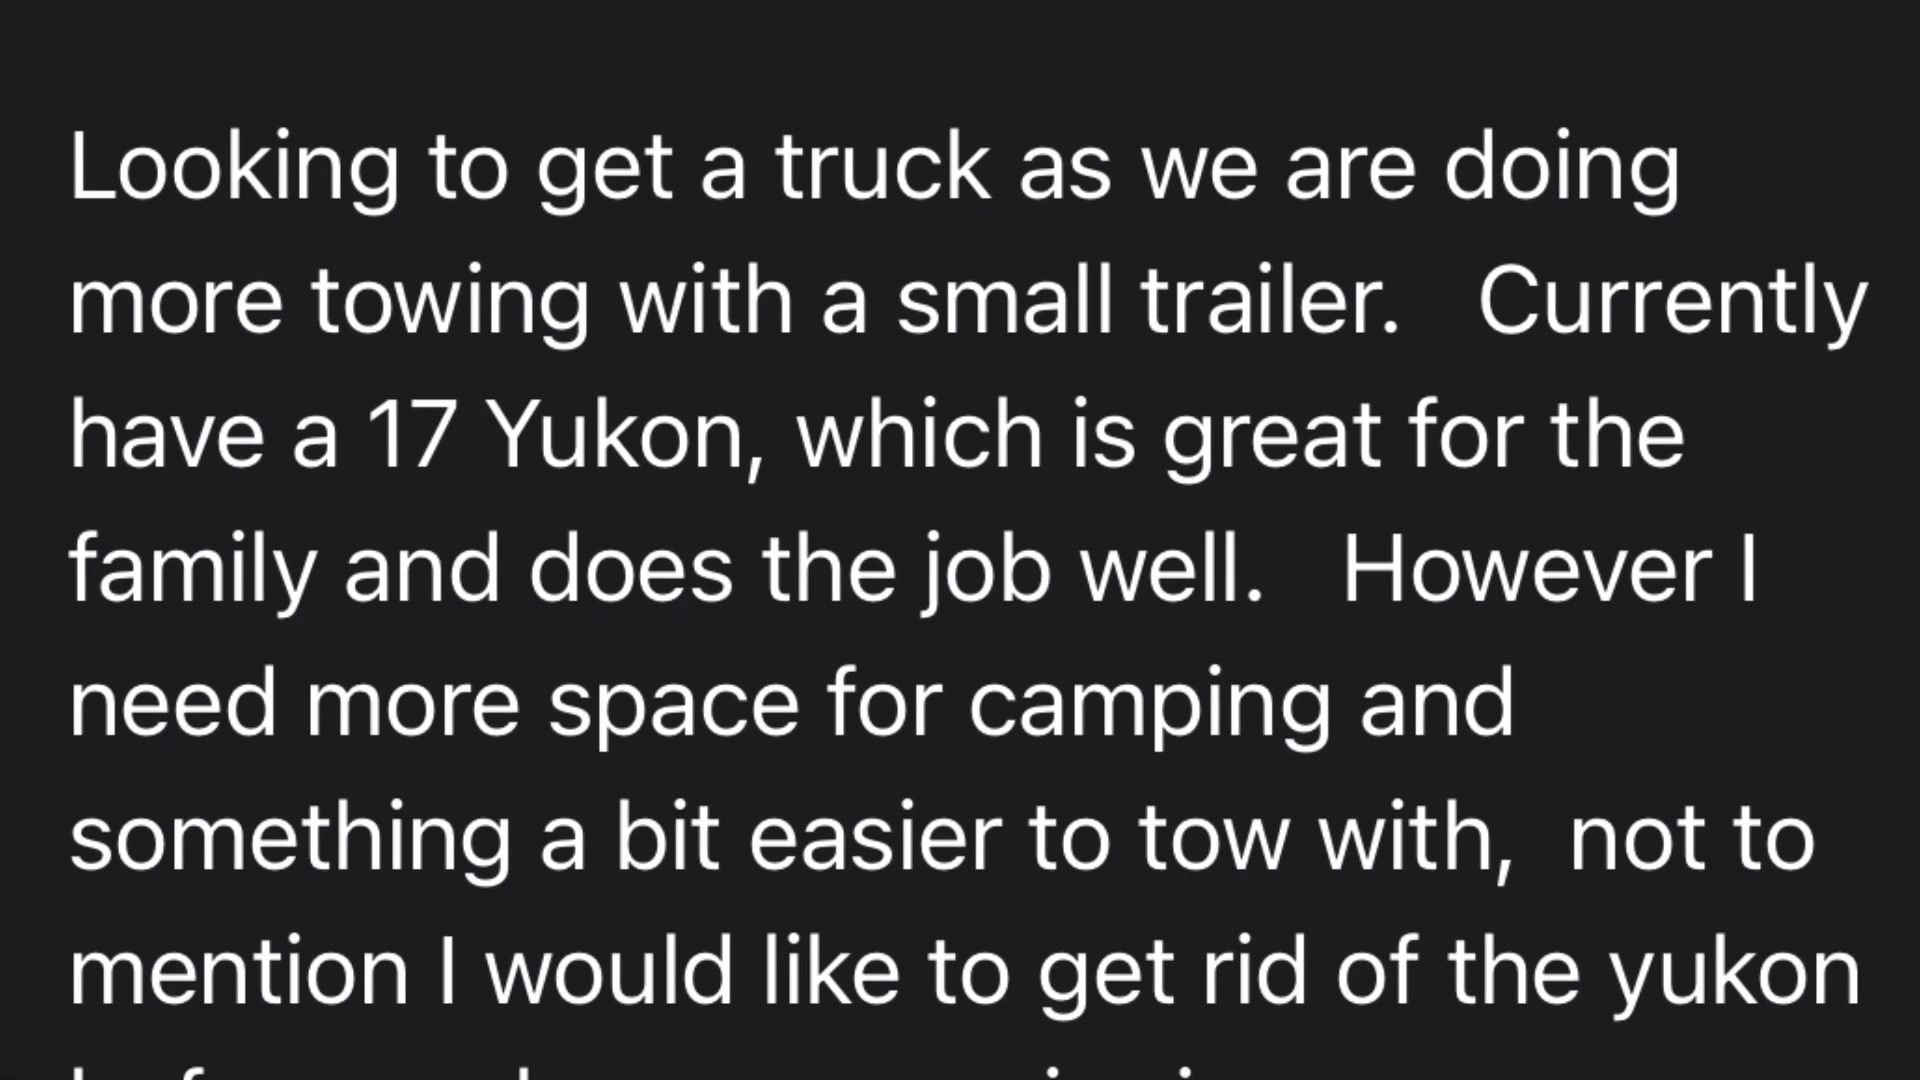 Looking to get a truck as we are doing
more towing with a small trailer.   Currently
have a 17 Yukon, which is great for the
family and does the job well.   However I
need more space for camping and
something a bit easier to tow with,  not to
mention I would like to get rid of the yukon